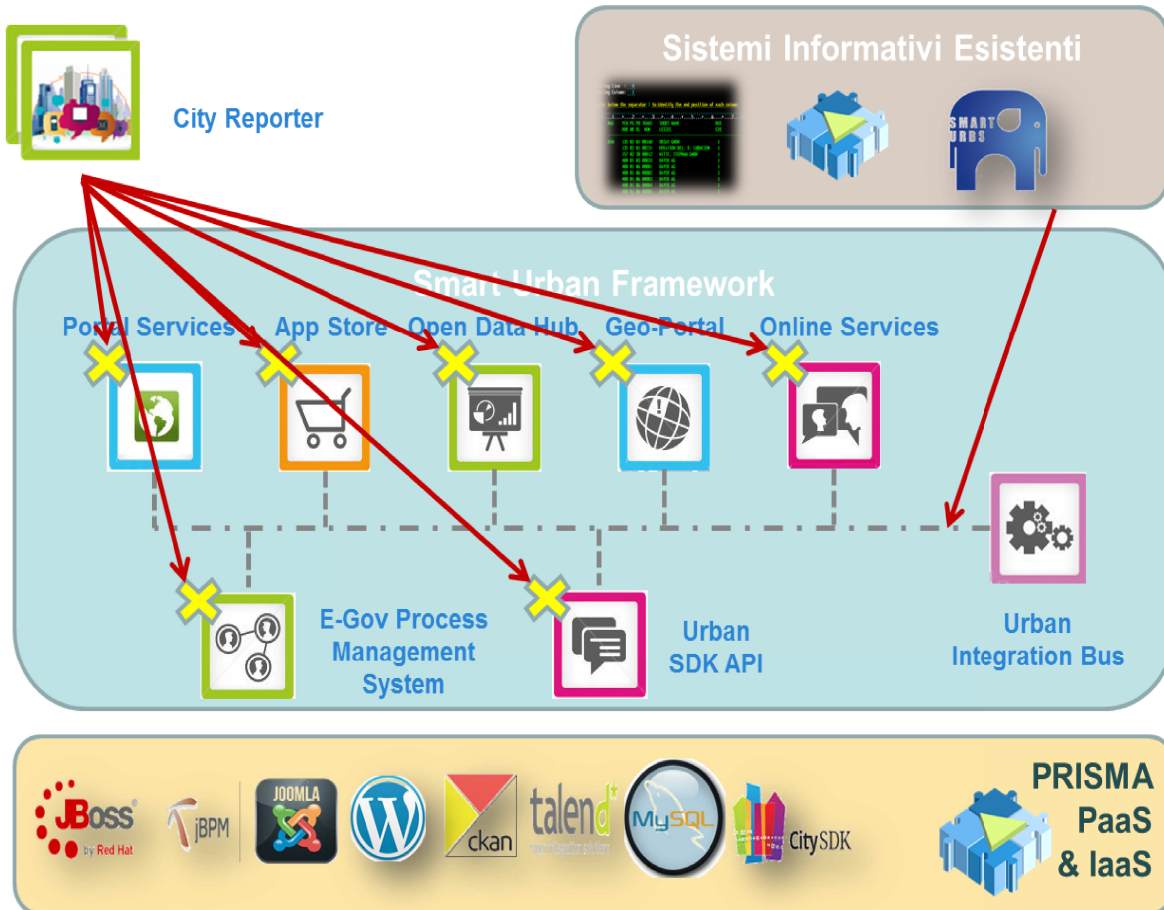 Sistemi Informativi Esistenti
City Reporter
SMART
URBS
Smart Urban Framework
Portal Services
App Store
Open Data Hub
Geo-Portal
Online Services
E-Gov Process
Management
System
Urban
SDK API
Urban
Integration Bus
JBoss
by Red Hat
jBPM
JOOMLA
ckan
talend*
MySQL
CitySDK
PRISMA
PaaS
& IaaS